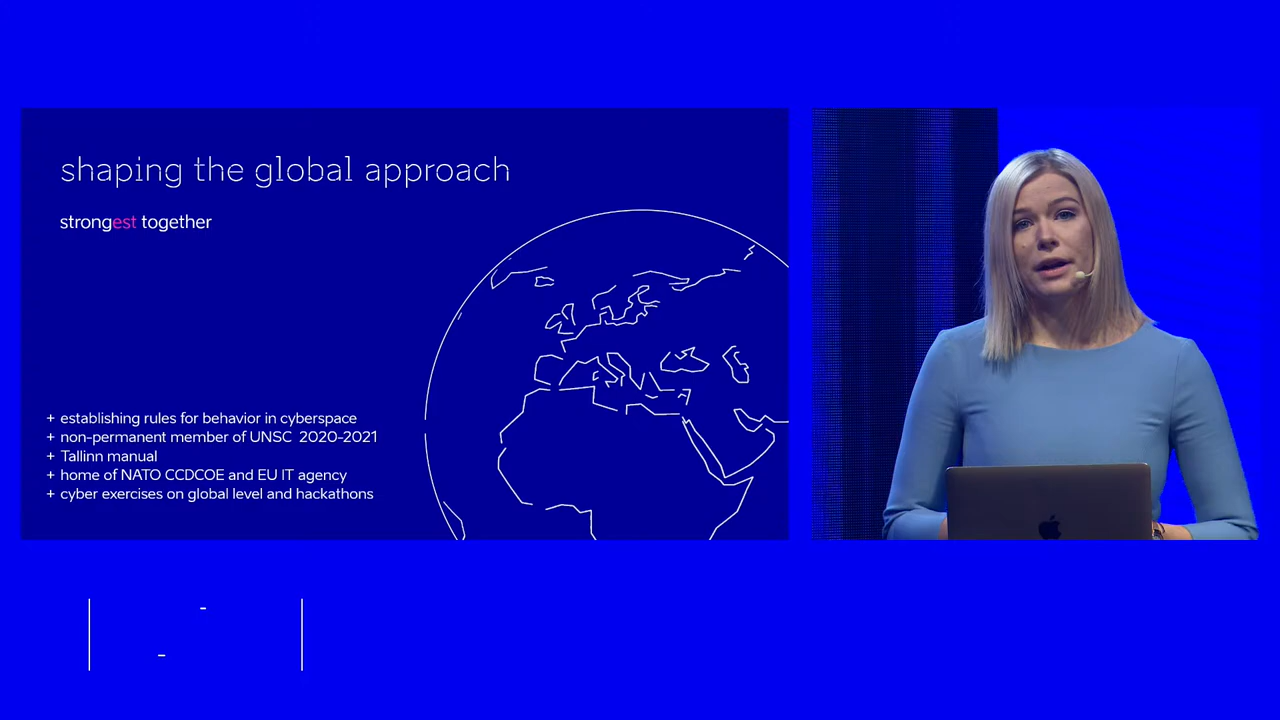 shaping the global approach
strongest together
+ establishing rules for behavior in cyberspace
+ non-permanent member of UNSC 2020-2021
+ Tallinn manual
+ home of NATO CCDCOE and EU IT agency
+ cyber exercises on global level and hackathons